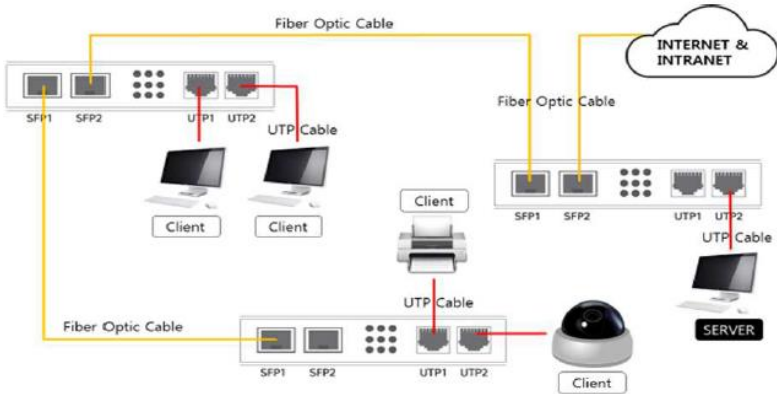 Fiber Optic Cable
INTERNET &
INTRANET
Fiber Optic Cable
SFP1 SFP2 UTP1 UTP2
UTP Cable
Client Client
Client
SFP1 SFP2 UTP1 UTP2
UTP Cable
UTP Cable
SERVER
Fiber Optic Cable
SFP1 SFP2 UTP1 UTP2
Client